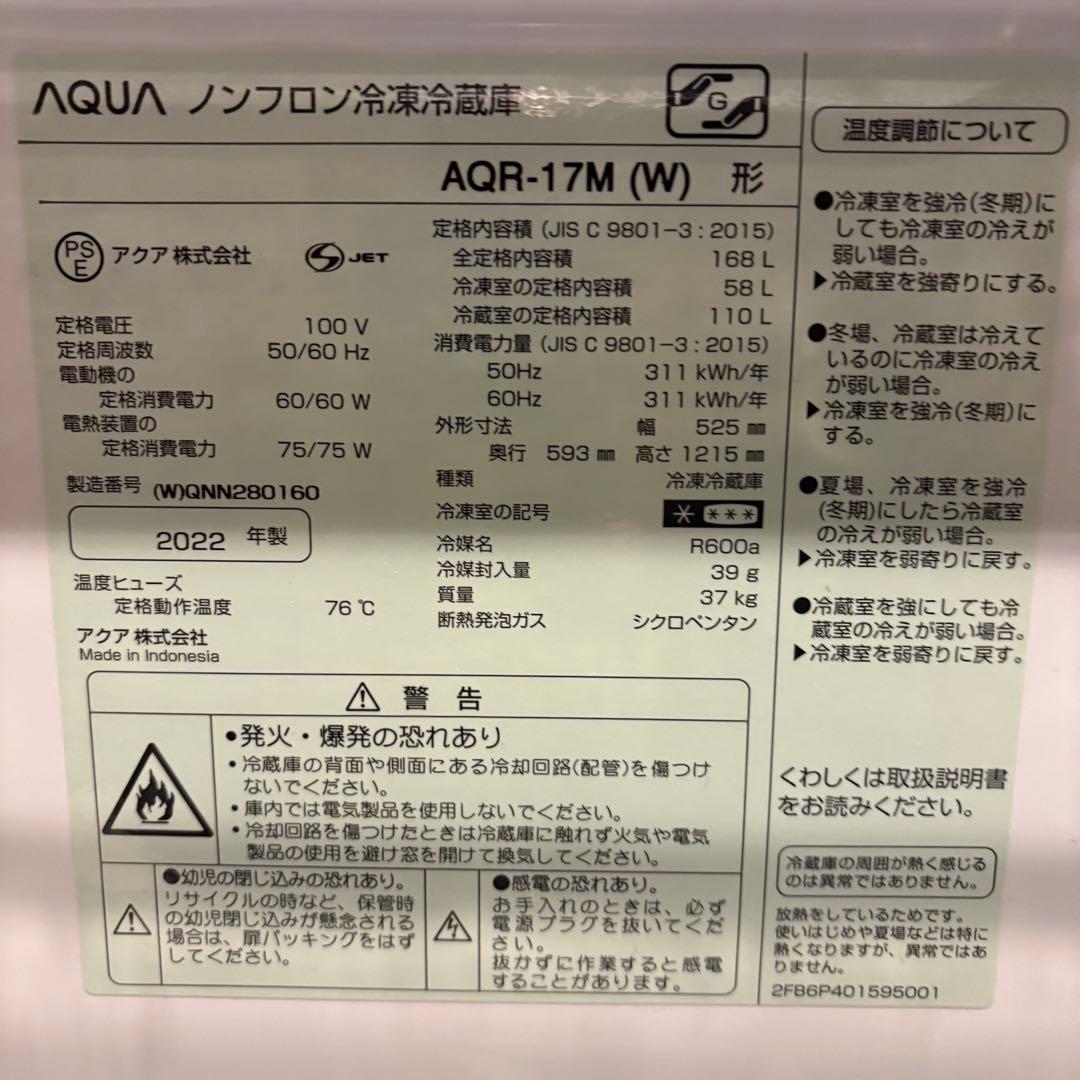 AQUA ノンフロン冷凍冷蔵庫
G
AQR-17M (W) 形
PS
E
アクア 株式会社
JET
定格電圧 100 V
定格周波数 50/60 Hz
電動機の
定格消費電力 60/60 W
電熱装置の
定格消費電力 75/75 W
製造番号 (W)QNN280160
2022 年製
温度ヒューズ
定格動作温度 76 ℃
アクア 株式会社
Made in Indonesia
定格内容積 (JIS C 9801-3 : 2015)
全定格内容積 168 L
冷凍室の定格内容積 58 L
冷蔵室の定格内容積 110 L
消費電力量 (JIS C 9801-3 : 2015)
50Hz 311 kWh/年
60Hz 311 kWh/年
外形寸法 幅 525 ㎜
奥行 593 ㎜ 高さ 1215 ㎜
種類 冷凍冷蔵庫
冷凍室の記号 * ***
冷媒名 R600a
冷媒封入量 39 g
質量 37 kg
断熱発泡ガス シクロペンタン
⚠ 警 告
•発火・爆発の恐れあり
・冷蔵庫の背面や側面にある冷却回路(配管)を傷つけ
ないでください。
・庫内では電気製品を使用しないでください。
・冷却回路を傷つけたときは冷蔵庫に触れず火気や電気
製品の使用を避け窓を開けて換気してください。
●幼児の閉じ込みの恐れあり。
リサイクルの時など、保管時
の幼児閉じ込みが懸念される
場合は、扉パッキングをはず
してください。
●感電の恐れあり。
お手入れのときは、必ず
電源プラグを抜いてくだ
さい。
抜かずに作業すると感電
することがあります。
温度調節について
●冷凍室を強冷(冬期)に
しても冷凍室の冷えが
弱い場合。
▶冷蔵室を強寄りにする。
●冬場、冷蔵室は冷えて
いるのに冷凍室の冷え
が弱い場合。
▶冷凍室を強冷(冬期)に
する。
●夏場、冷凍室を強冷
(冬期)にしたら冷蔵室
の冷えが弱い場合。
▶冷凍室を弱寄りに戻す。
●冷蔵室を強にしても冷
蔵室の冷えが弱い場合。
▶冷凍室を弱寄りに戻す。
くわしくは取扱説明書
をお読みください。
冷蔵庫の周囲が熱く感じる
のは異常ではありません。
放熱をしているためです。
使いはじめや夏場などは特に
熱くなりますが、異常ではあ
りません。
2FB6P401595001